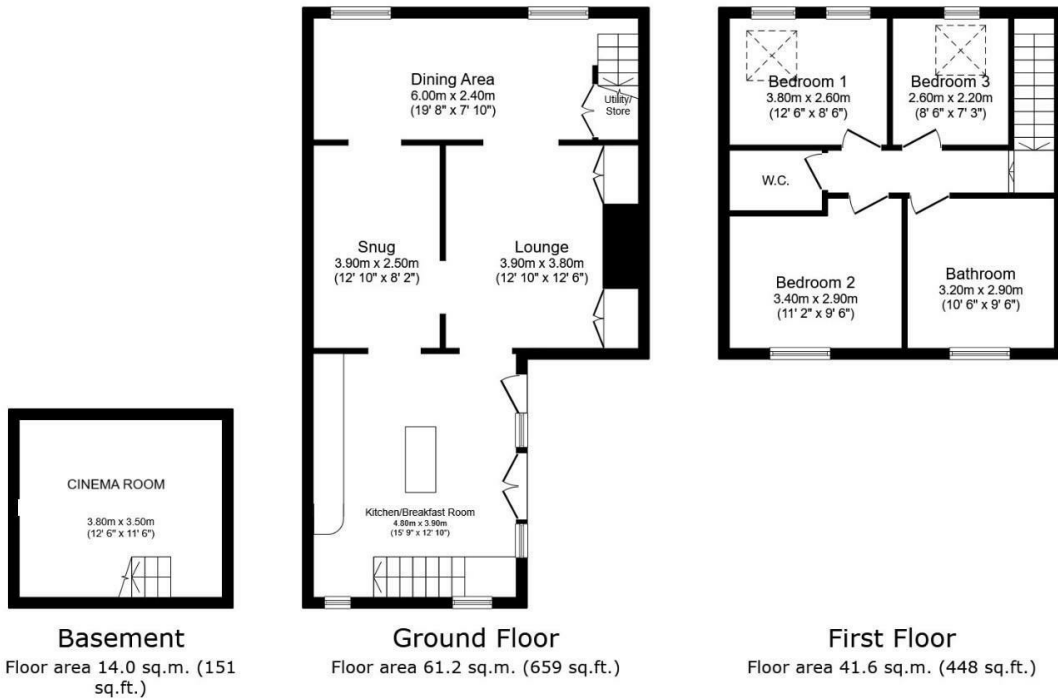 Dining Area
6.00m x 2.40m
(19' 8" x 7' 10")
Utility/
Store
Snug
3.90m x 2.50m
(12' 10" x 8' 2")
Lounge
3.90m x 3.80m
(12' 10" x 12' 6")
Kitchen/Breakfast Room
4.80m x 3.90m
(15' 9" x 12' 10")
Bedroom 1
3.80m x 2.60m
(12' 6" x 8' 6")
Bedroom 3
2.60m x 2.20m
(8' 6" x 7' 3")
W.C.
Bedroom 2
3.40m x 2.90m
(11' 2" x 9' 6")
Bathroom
3.20m x 2.90m
(10' 6" x 9' 6")
CINEMA ROOM
3.80m x 3.50m
(12' 6" x 11' 6")
Basement
Floor area 14.0 sq.m. (151
sq.ft.)
Ground Floor
Floor area 61.2 sq.m. (659 sq.ft.)
First Floor
Floor area 41.6 sq.m. (448 sq.ft.)